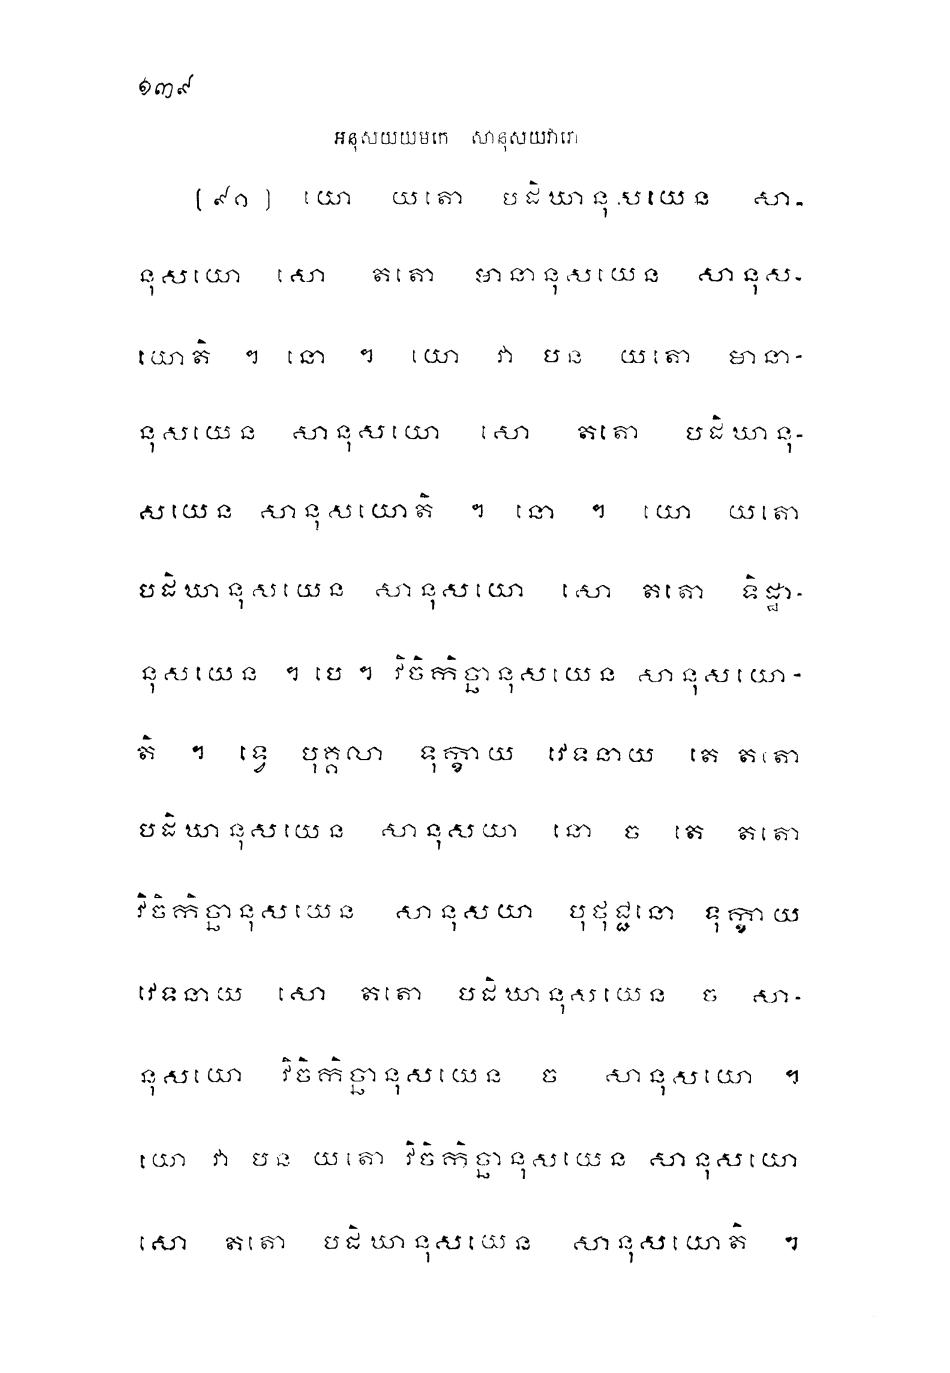 ១៣៩
អនុសយយមកេ សានុសយវារោ
(៩១) យោ យតោ បដិឃានុសយេន សា-
នុសយោ សោ តតោ មានានុសយេន សានុស-
យោតិ ។ នោ ។ យោ វា បន យតោ មានា-
នុសយេន សានុសយោ សោ តតោ បដិឃានុ-
សយេន សានុសយោតិ ។ នោ ។ យោ យតោ
បដិឃានុសយេន សានុសយោ សោ តតោ ទិដ្ឋា-
នុសយេន ។ បេ ។ វិចិកិច្ឆានុសយេន សានុសយោ-
តិ ។ ទ្វេ បុគ្គលា ទុក្ខាយ វេទនាយ តេ តតោ
បដិឃានុសយេន សានុសយា នោ ច តេ តតោ
វិចិកិច្ឆានុសយេន សានុសយា បុថុជ្ជនោ ទុក្ខាយ
វេទនាយ សោ តតោ បដិឃានុសយេន ច សា-
នុសយោ វិចិកិច្ឆានុសយេន ច សានុសយោ ។
យោ វា បន យតោ វិចិកិច្ឆានុសយេន សានុសយោ
សោ តតោ បដិឃានុសយេន សានុសយោតិ ។